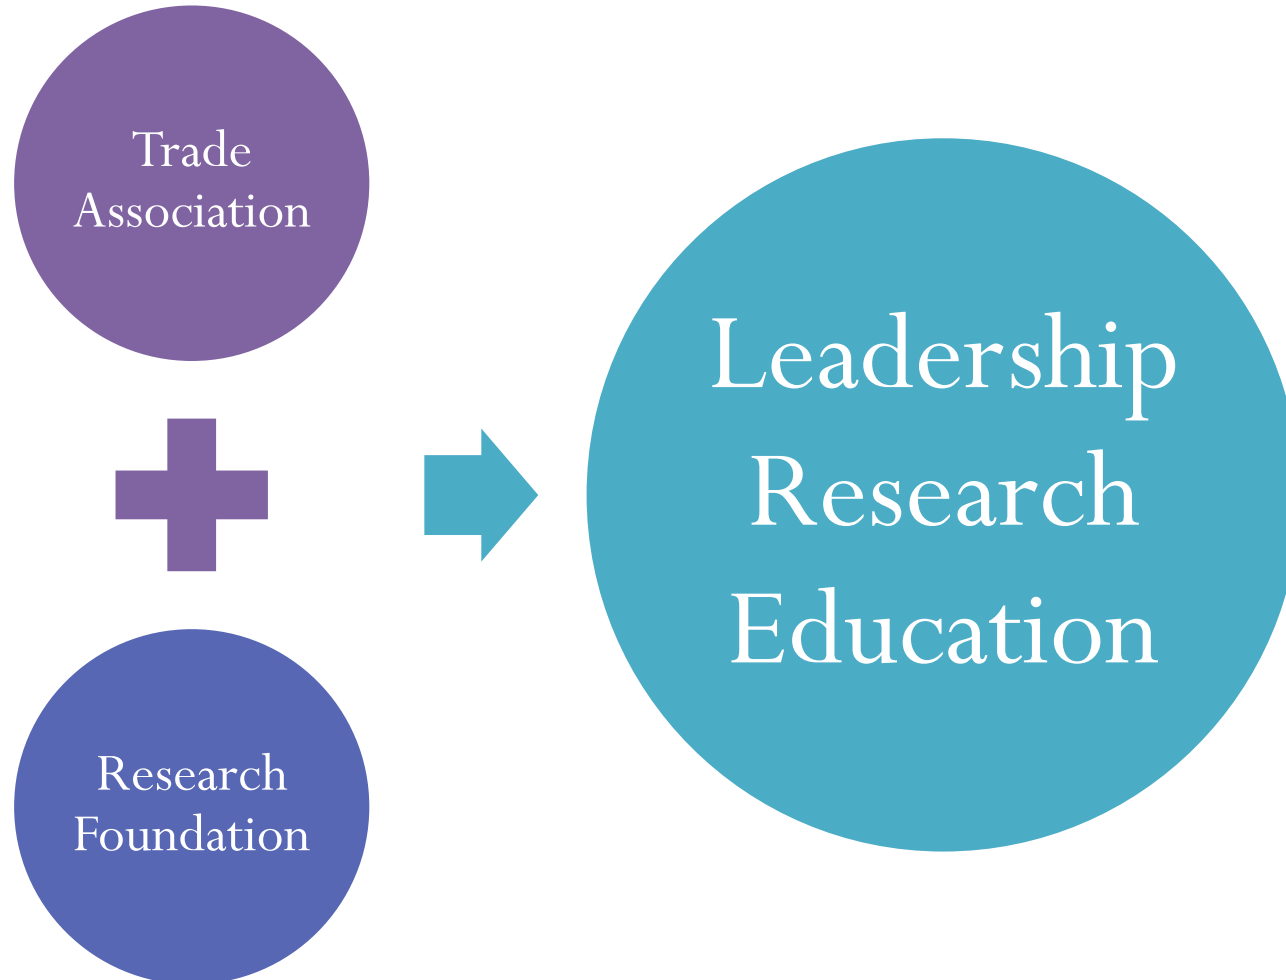 Trade
Association
Research
Foundation
Leadership
Research
Education